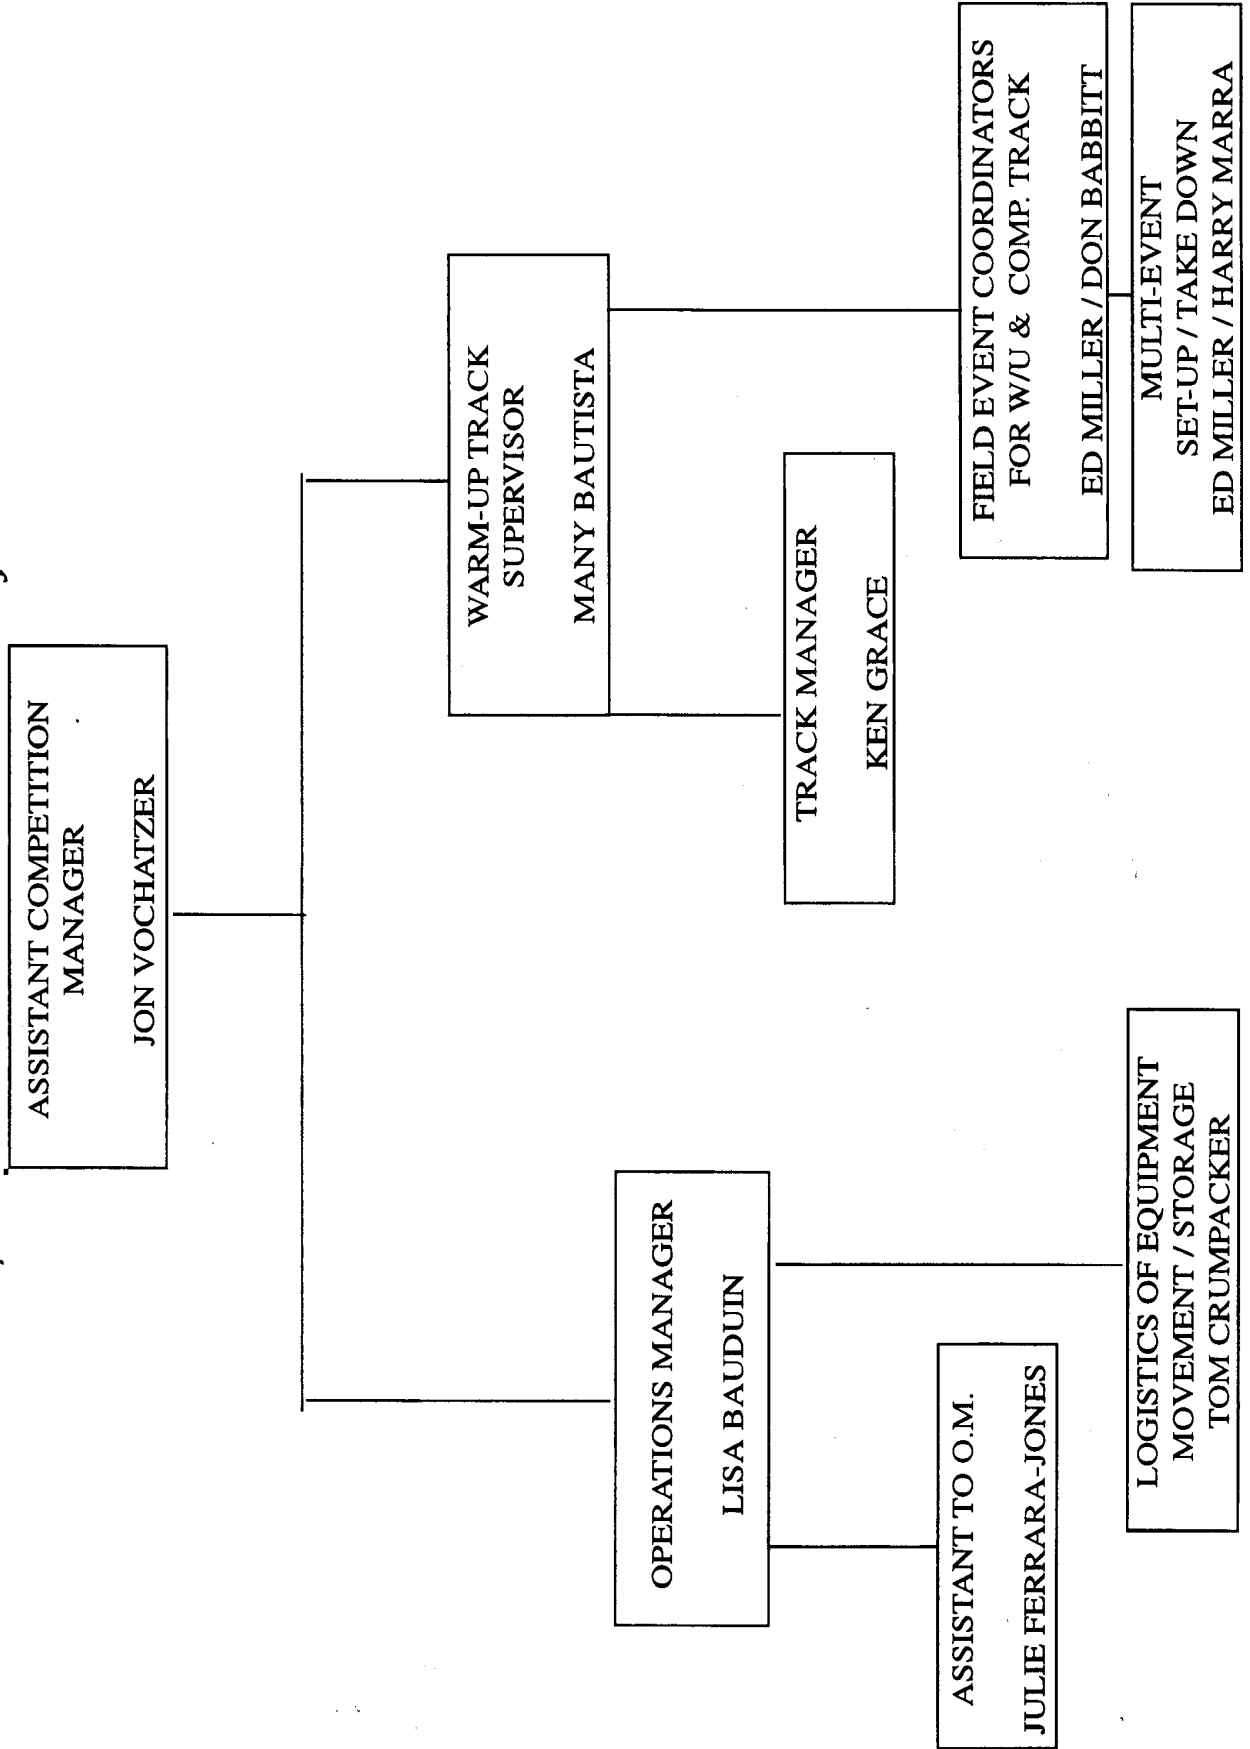 ASSISTANT COMPETITION
MANAGER
JON VOCHATZER
OPERATIONS MANAGER
LISA BAUDUIN
ASSISTANT TO O.M.
JULIE FERRARA-JONES
LOGISTICS OF EQUIPMENT
MOVEMENT / STORAGE
TOM CRUMPACKER
WARM-UP TRACK
SUPERVISOR
MANY BAUTISTA
TRACK MANAGER
KEN GRACE
FIELD EVENT COORDINATORS
FOR W/U & COMP. TRACK
ED MILLER / DON BABBITT
MULTI-EVENT
SET-UP / TAKE DOWN
ED MILLER / HARRY MARRA